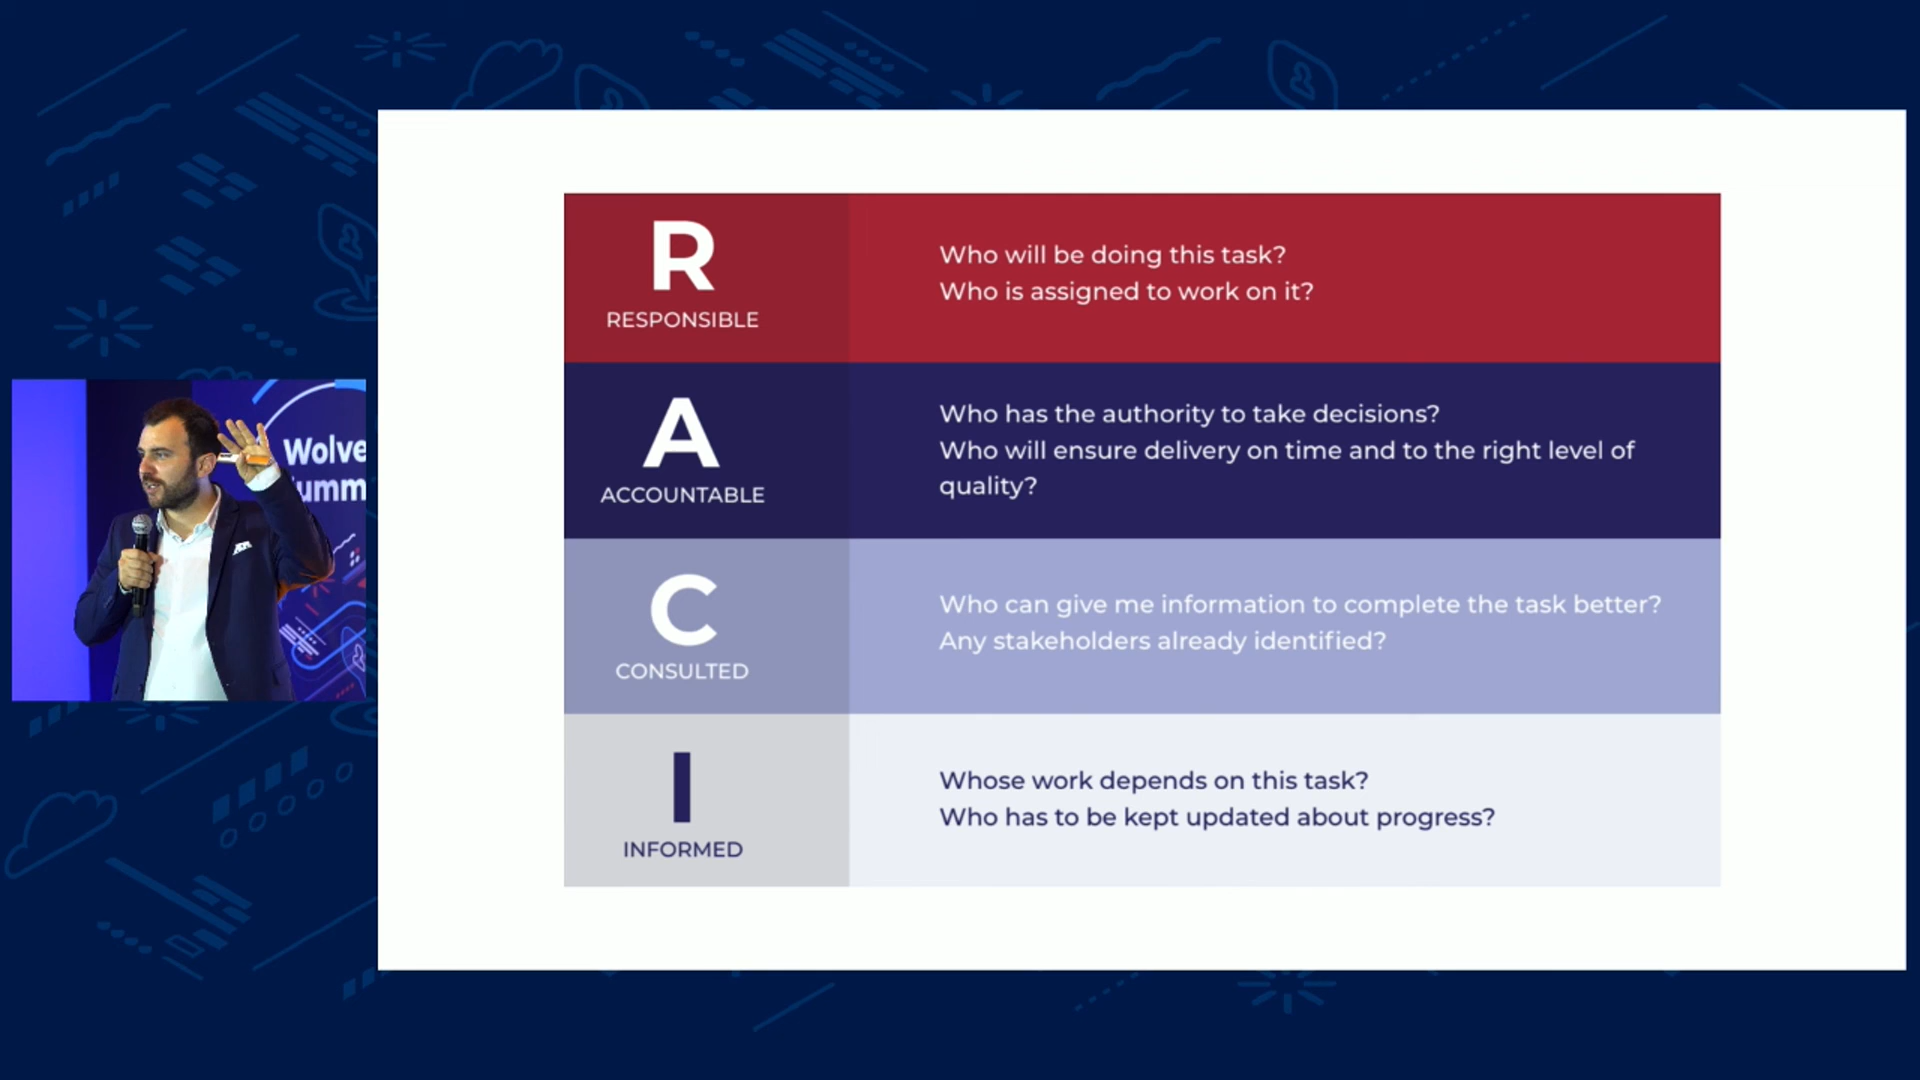 R
RESPONSIBLE
Who will be doing this task?
Who is assigned to work on it?
A
ACCOUNTABLE
Who has the authority to take decisions?
Who will ensure delivery on time and to the right level of
quality?
C
CONSULTED
Who can give me information to complete the task better?
Any stakeholders already identified?
I
INFORMED
Whose work depends on this task?
Who has to be kept updated about progress?
Wolve
umm